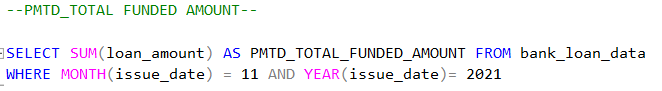 --PMTD_TOTAL FUNDED AMOUNT--
SELECT SUM(loan_amount) AS PMTD_TOTAL_FUNDED_AMOUNT FROM bank_loan_data
WHERE MONTH(issue_date) = 11 AND YEAR(issue_date)= 2021